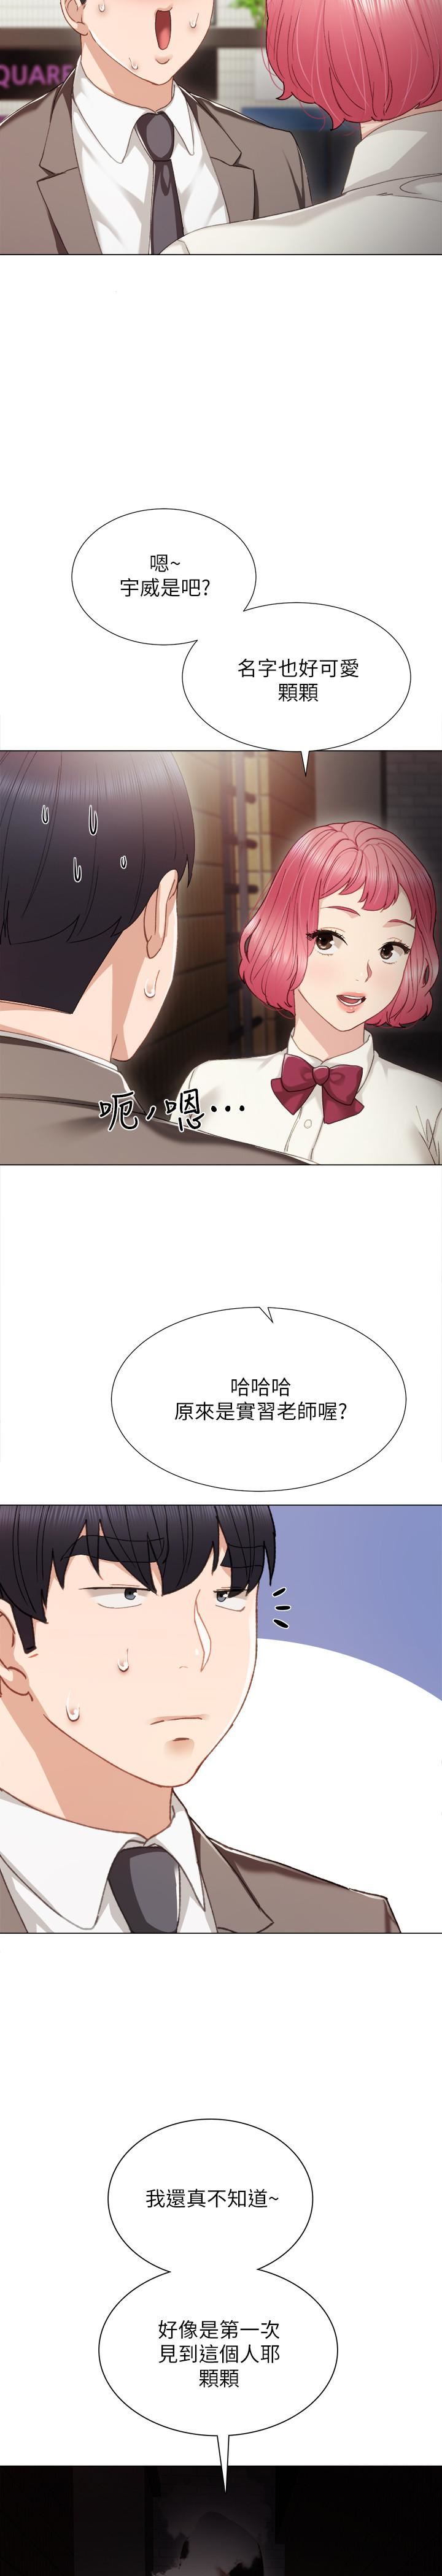 QUARE
嗯~
宇威是吧?
名字也好可愛
顆顆
呃,嗯…
哈哈哈
原來是實習老師喔?
我還真不知道~
好像是第一次
見到這個人耶
顆顆